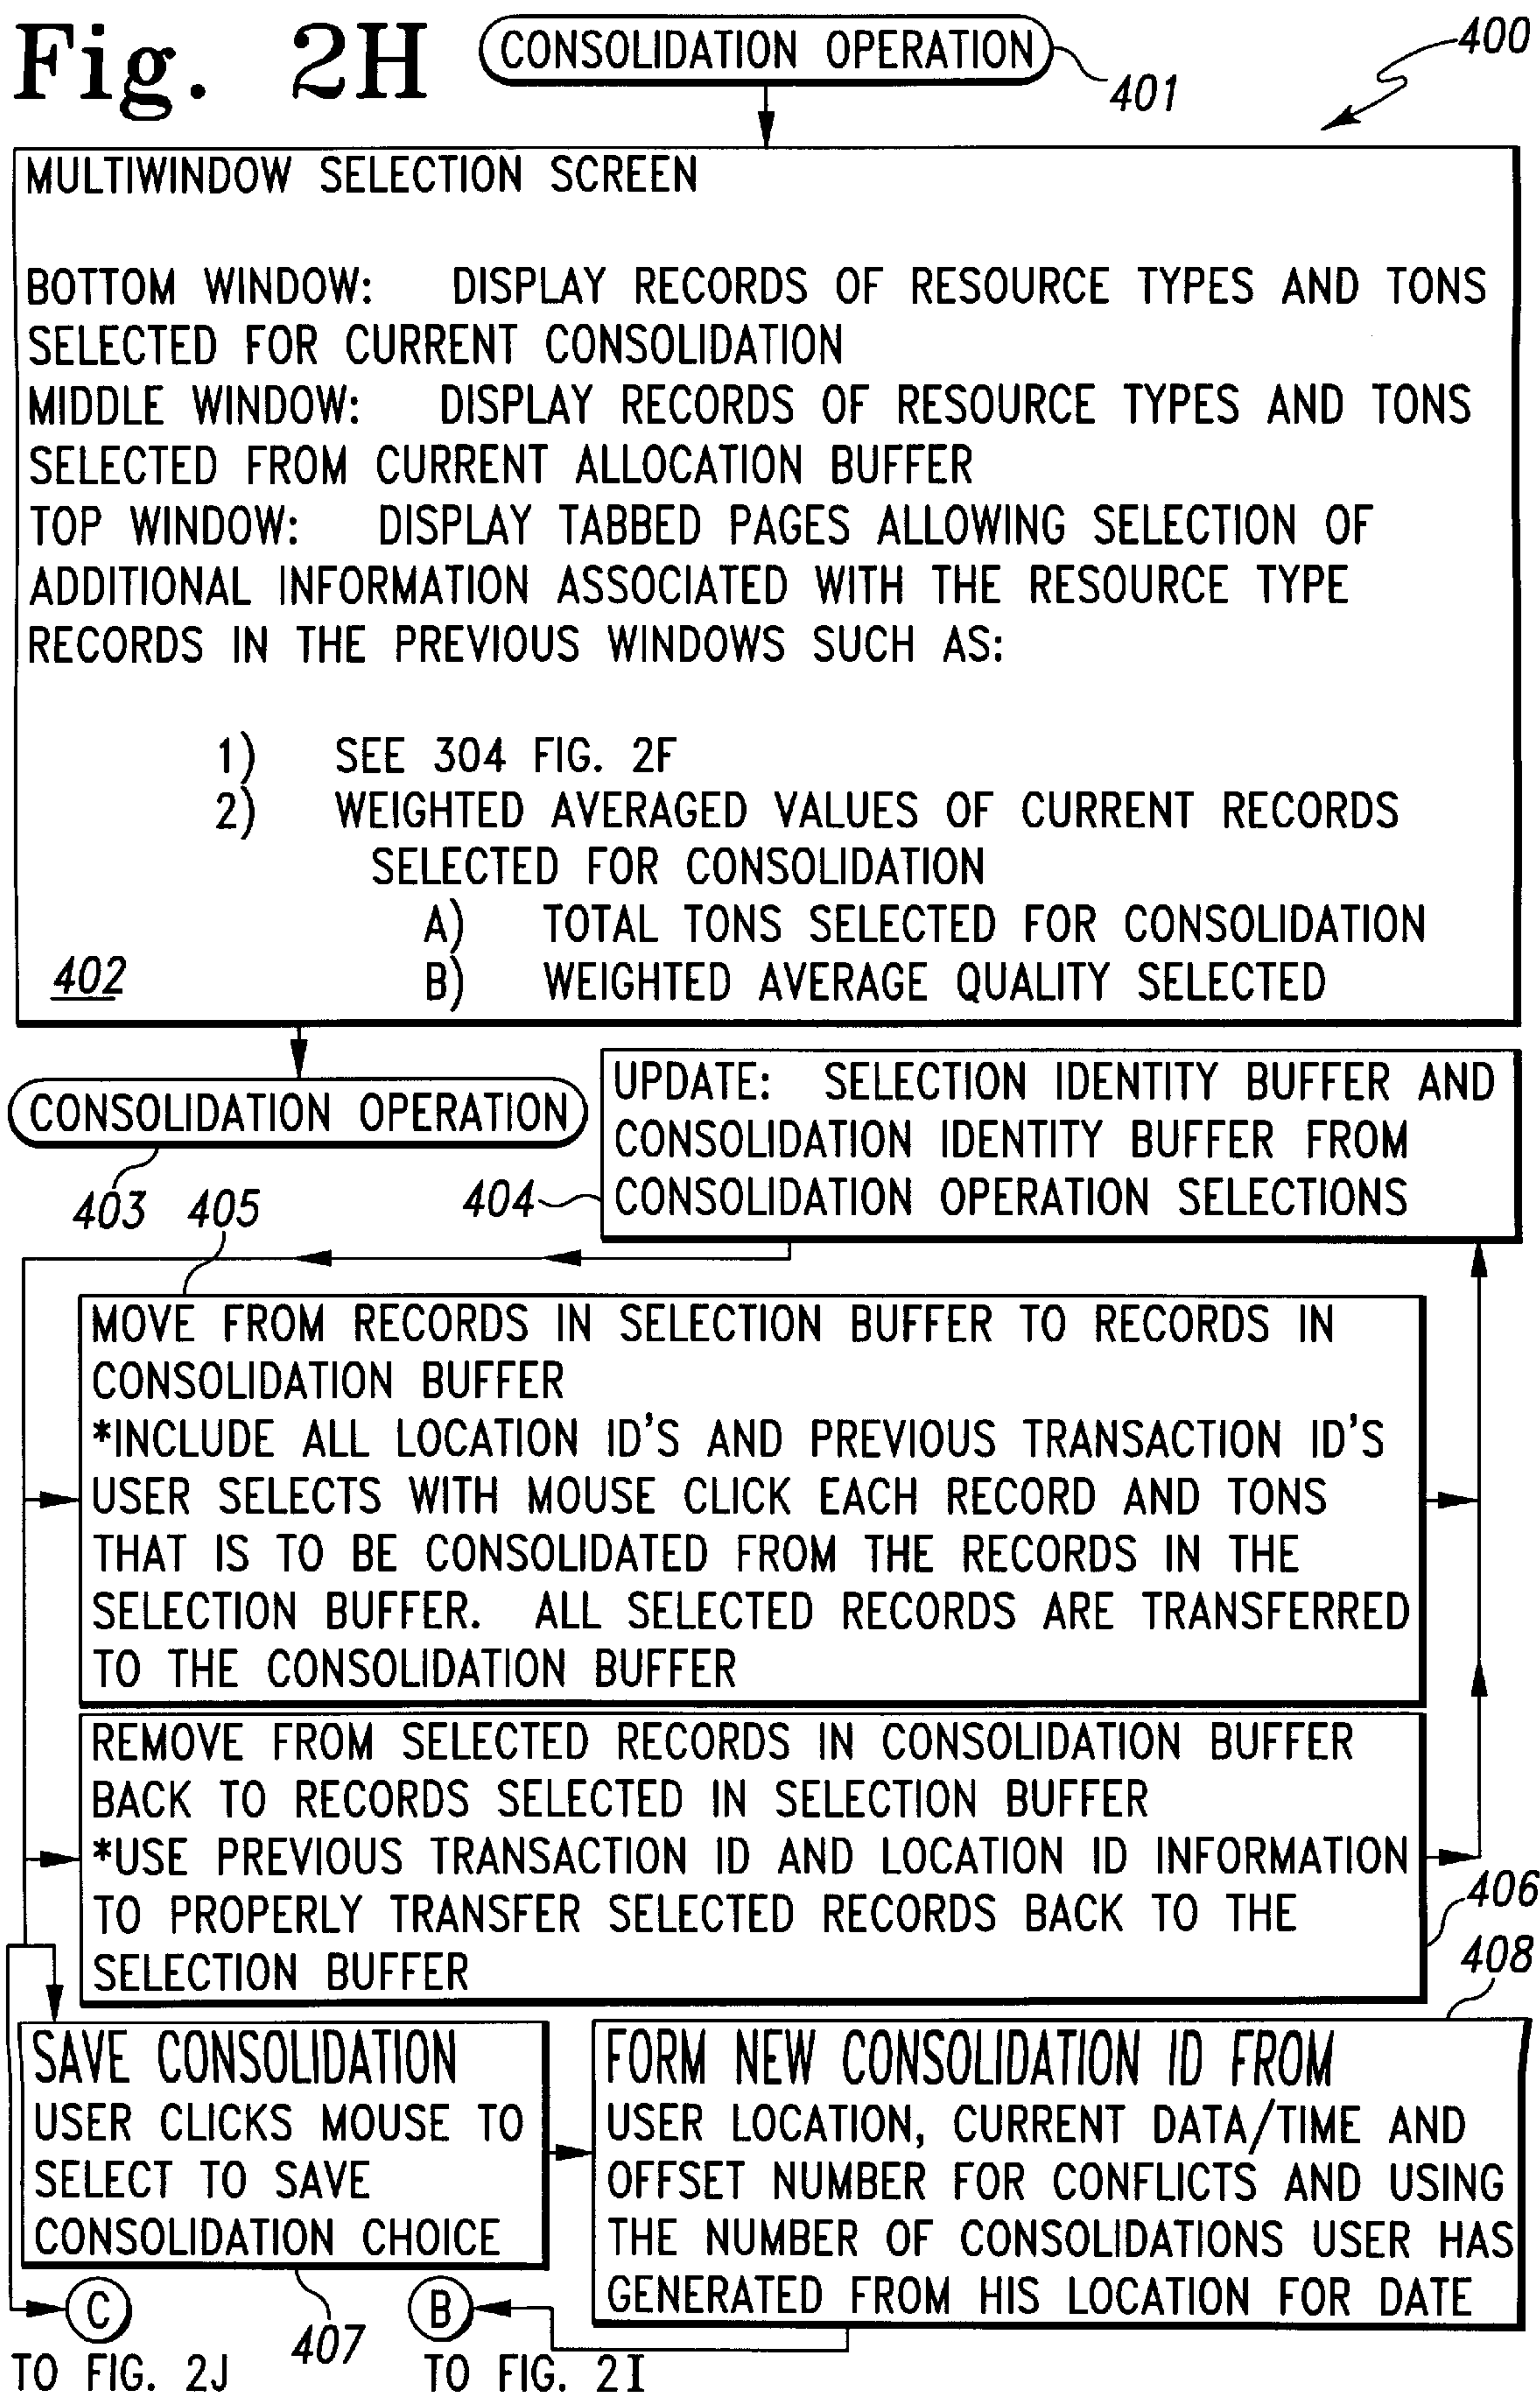 Fig. 2H
CONSOLIDATION OPERATION
401
400
MULTIWINDOW SELECTION SCREEN
BOTTOM WINDOW: DISPLAY RECORDS OF RESOURCE TYPES AND TONS
SELECTED FOR CURRENT CONSOLIDATION
MIDDLE WINDOW: DISPLAY RECORDS OF RESOURCE TYPES AND TONS
SELECTED FROM CURRENT ALLOCATION BUFFER
TOP WINDOW: DISPLAY TABBED PAGES ALLOWING SELECTION OF
ADDITIONAL INFORMATION ASSOCIATED WITH THE RESOURCE TYPE
RECORDS IN THE PREVIOUS WINDOWS SUCH AS:
1) SEE 304 FIG. 2F
2) WEIGHTED AVERAGED VALUES OF CURRENT RECORDS
SELECTED FOR CONSOLIDATION
A) TOTAL TONS SELECTED FOR CONSOLIDATION
B) WEIGHTED AVERAGE QUALITY SELECTED
402
CONSOLIDATION OPERATION
403
UPDATE: SELECTION IDENTITY BUFFER AND
CONSOLIDATION IDENTITY BUFFER FROM
CONSOLIDATION OPERATION SELECTIONS
404
405
MOVE FROM RECORDS IN SELECTION BUFFER TO RECORDS IN
CONSOLIDATION BUFFER
*INCLUDE ALL LOCATION ID'S AND PREVIOUS TRANSACTION ID'S
USER SELECTS WITH MOUSE CLICK EACH RECORD AND TONS
THAT IS TO BE CONSOLIDATED FROM THE RECORDS IN THE
SELECTION BUFFER. ALL SELECTED RECORDS ARE TRANSFERRED
TO THE CONSOLIDATION BUFFER
REMOVE FROM SELECTED RECORDS IN CONSOLIDATION BUFFER
BACK TO RECORDS SELECTED IN SELECTION BUFFER
*USE PREVIOUS TRANSACTION ID AND LOCATION ID INFORMATION
TO PROPERLY TRANSFER SELECTED RECORDS BACK TO THE
SELECTION BUFFER
406
408
SAVE CONSOLIDATION
USER CLICKS MOUSE TO
SELECT TO SAVE
CONSOLIDATION CHOICE
407
FORM NEW CONSOLIDATION ID FROM
USER LOCATION, CURRENT DATA/TIME AND
OFFSET NUMBER FOR CONFLICTS AND USING
THE NUMBER OF CONSOLIDATIONS USER HAS
GENERATED FROM HIS LOCATION FOR DATE
C
TO FIG. 2J
B
TO FIG. 2I